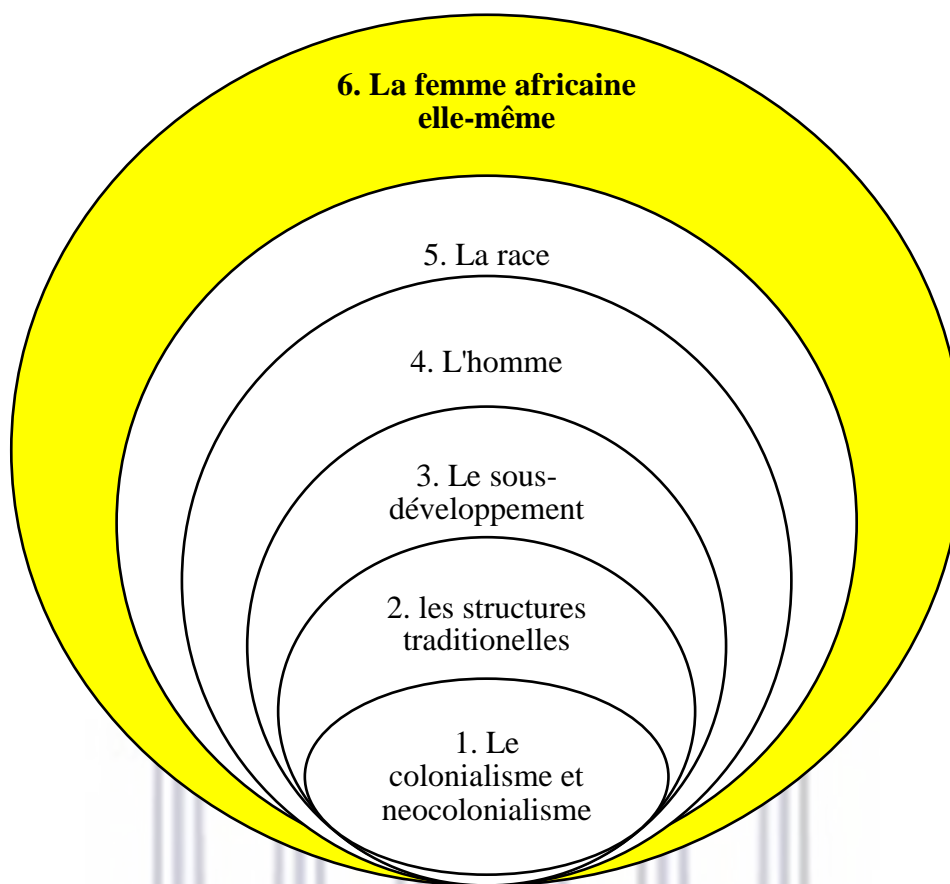 6. La femme africaine
elle-même
5. La race
4. L'homme
3. Le sous-
développement
2. les structures
traditionelles
1. Le
colonialisme et
neocolonialisme